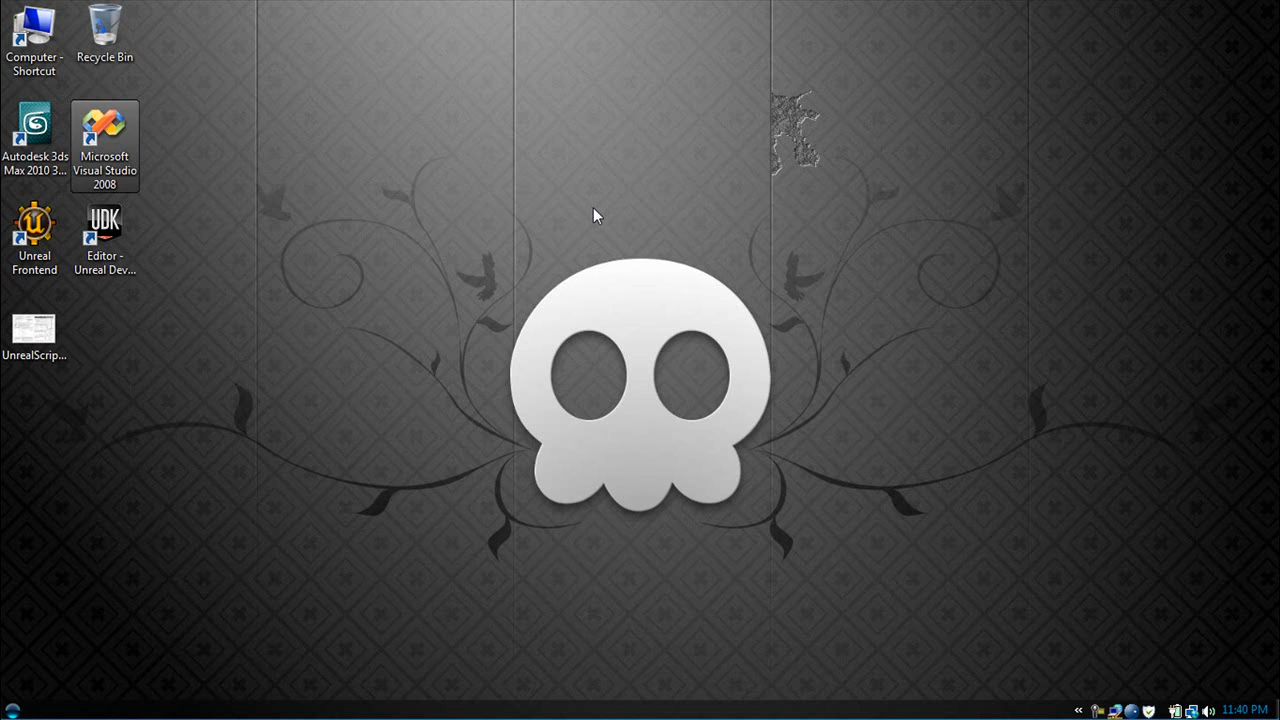 Computer -
Shortcut
Recycle Bin
Autodesk 3ds
Max 2010 3...
Microsoft
Visual Studio
2008
Unreal
Frontend
UDK
Editor -
Unreal Dev...
UnrealScrip...
11:40 PM